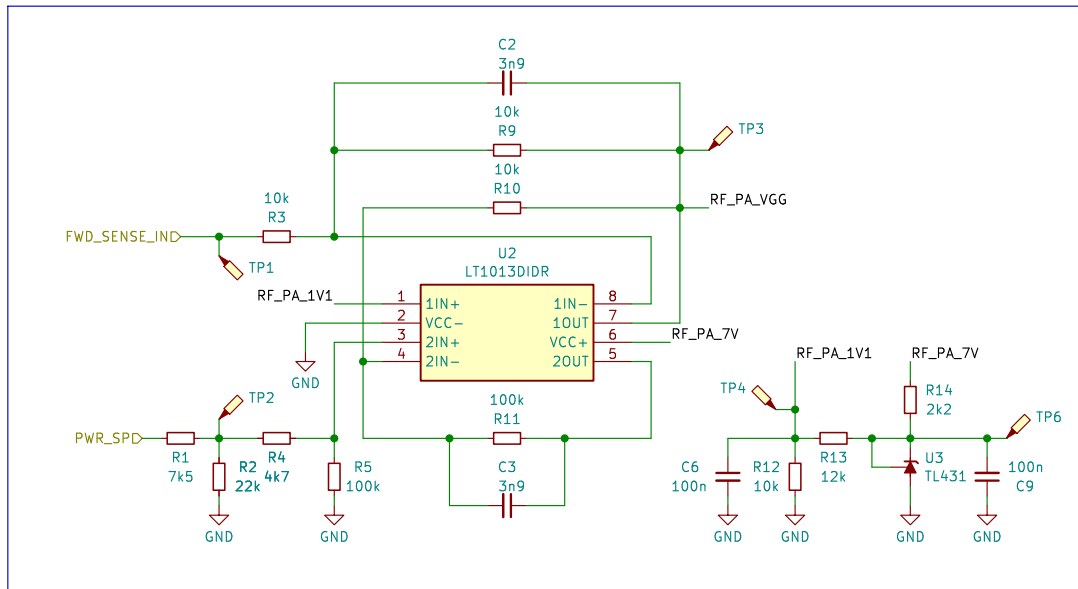 C2
3n9
10k
R9
TP3
10k
R10
RF_PA_VGG
10k
R3
FWD_SENSE_IN
TP1
U2
LT1013DIDR
RF_PA_1V1
1 1IN+ 1IN- 8
2 VCC- 1OUT 7
3 2IN+ VCC+ 6
4 2IN- 2OUT 5
RF_PA_7V
GND
TP2
PWR_SP
R1
7k5
R2
22k
R4
4k7
R5
100k
GND
GND
100k
R11
C3
3n9
RF_PA_1V1
RF_PA_7V
TP4
R14
2k2
TP6
C6
100n
R12
10k
R13
12k
U3
TL431
100n
C9
GND
GND
GND
GND